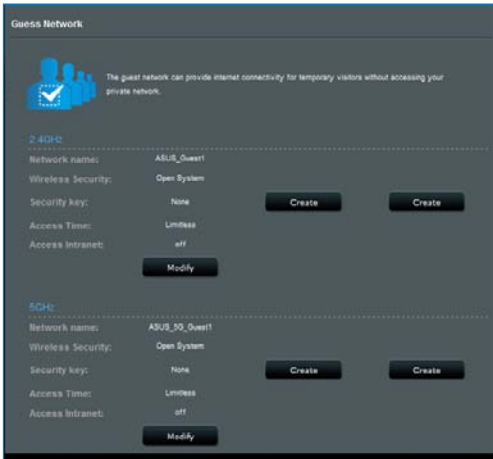 Guess Network
The guest network can provide internet connectivity for temporary visitors without accessing your
private network.
2.4GHz
Network name: ASUS_Guest1
Wireless Security: Open System
Security key: None Create Create
Access Time: Limitless
Access Intranet: off
Modify
5GHz
Network name: ASUS_5G_Guest1
Wireless Security: Open System
Security key: None Create Create
Access Time: Limitless
Access Intranet: off
Modify